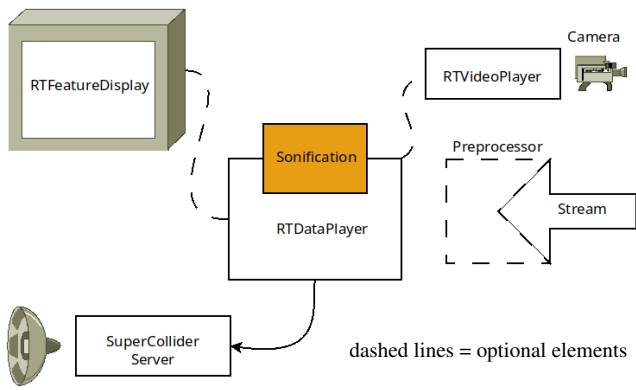 Camera
RTFeatureDisplay
RTVideoPlayer
Sonification
Preprocessor
Stream
RTDataPlayer
SuperCollider
Server
dashed lines = optional elements